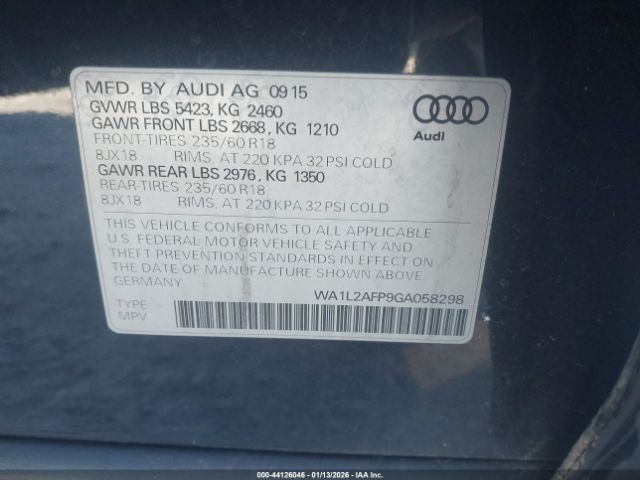 MFD. BY AUDI AG 0915
GVWR LBS 5423, KG 2460
GAWR FRONT LBS 2668, KG 1210
FRONT-TIRES 235/60 R18
8JX18 RIMS, AT 220 KPA 32 PSI COLD
GAWR REAR LBS 2976, KG 1350
REAR-TIRES 235/60 R18
8JX18 RIMS, AT 220 KPA 32 PSI COLD
Audi
THIS VEHICLE CONFORMS TO ALL APPLICABLE
U.S. FEDERAL MOTOR VEHICLE SAFETY AND
THEFT PREVENTION STANDARDS IN EFFECT ON
THE DATE OF MANUFACTURE SHOWN ABOVE
GERMANY
WA1L2AFP9GA058298
TYPE
MPV
000-44126046 - 01/13/2026 - IAAI.COM